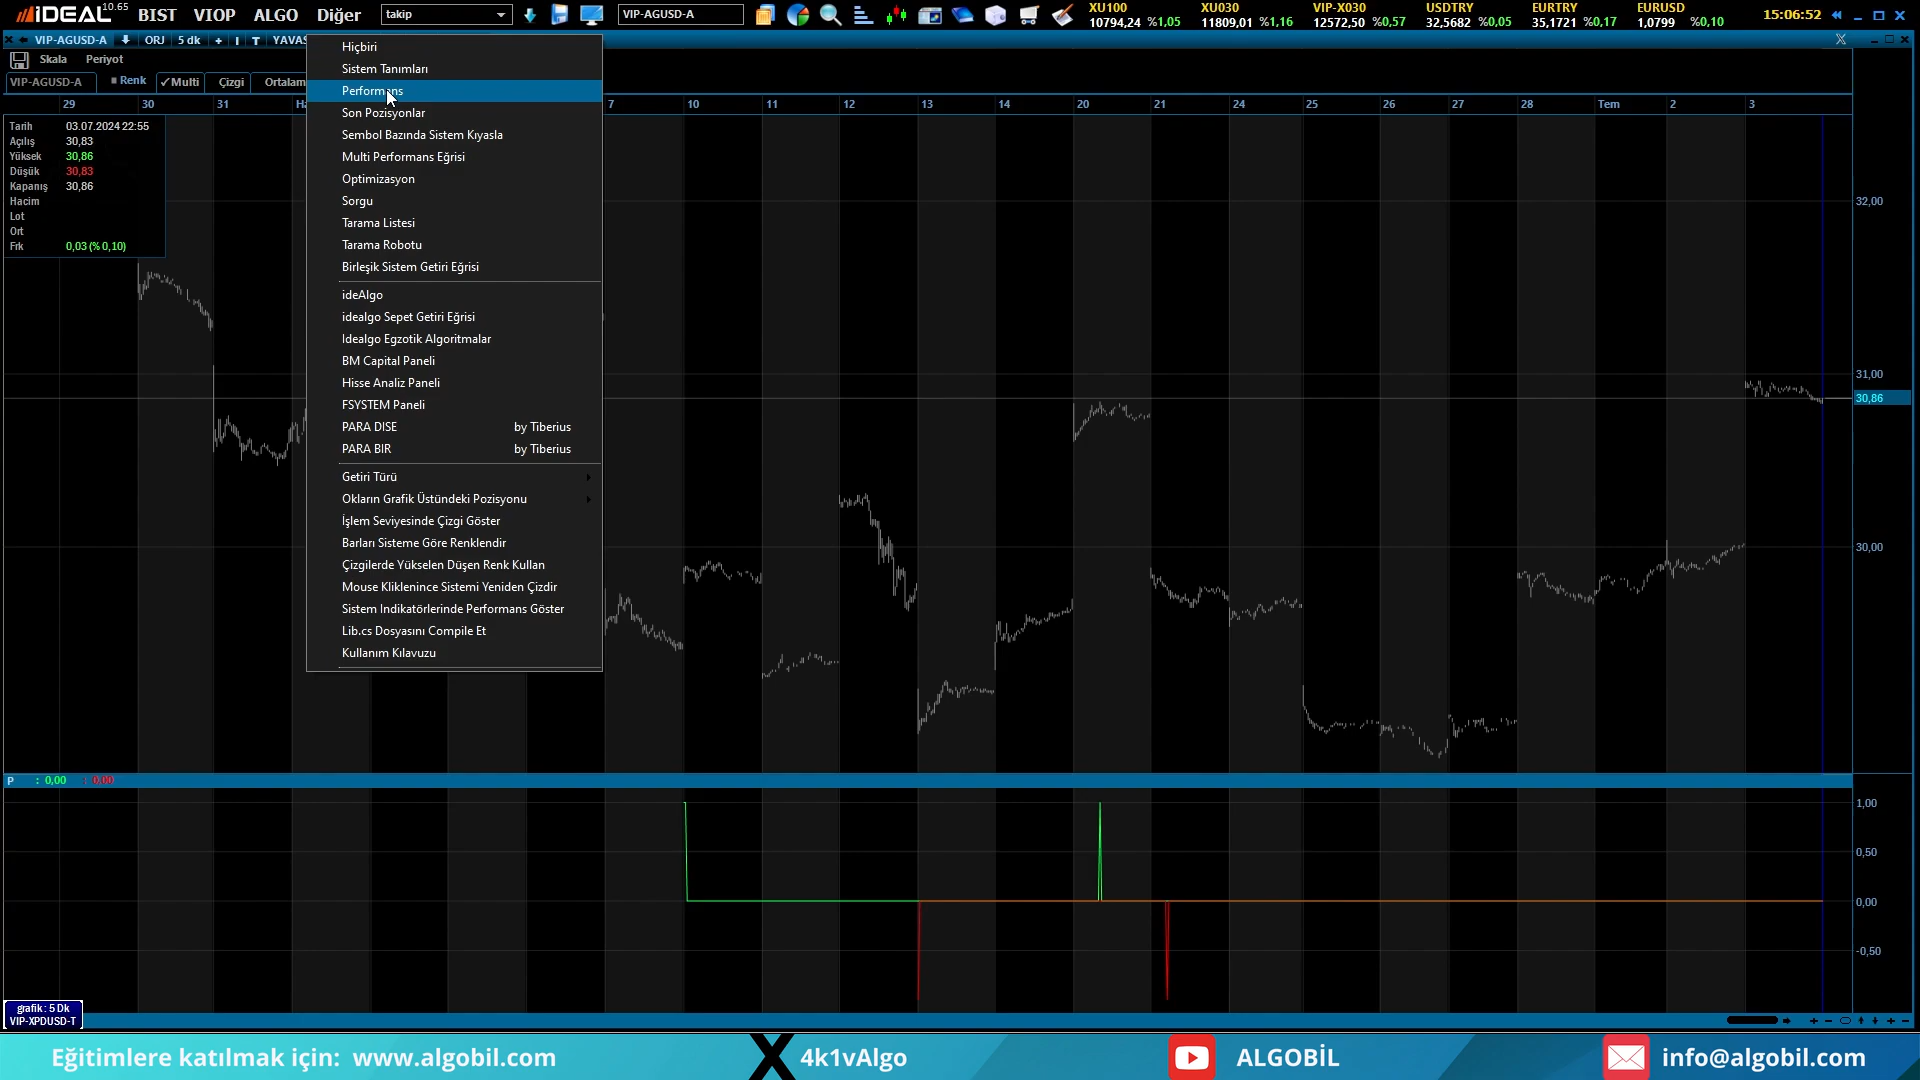 iDEAL 10.65 BIST VIOP ALGO Diğer takip VIP-AGUSD-A
XU100 XU030 VIP-X030 USDTRY EURTRY EURUSD
10794,24 %1,05 11809,01 %1,16 12572,50 %0,57 32,5682 %0,05 35,1721 %0,17 1,0799 %0,10
15:06:52
VIP-AGUSD-A ORJ 5 dk + I T YAVAS
Skala Periyot
VIP-AGUSD-A Renk ✓Multi Çizgi Ortalam
29 30 31 Ha 7 10 11 12 13 14 20 21 24 25 26 27 28 Tem 2 3
Tarih 03.07.2024 22:55
Açılış 30,83
Yüksek 30,86
Düşük 30,83
Kapanış 30,86
Hacim
Lot
Ort
Frk 0,03 (% 0,10)
Hiçbiri
Sistem Tanımları
Performans
Son Pozisyonlar
Sembol Bazında Sistem Kıyasla
Multi Performans Eğrisi
Optimizasyon
Sorgu
Tarama Listesi
Tarama Robotu
Birleşik Sistem Getiri Eğrisi
ideAlgo
idealgo Sepet Getiri Eğrisi
Idealgo Egzotik Algoritmalar
BM Capital Paneli
Hisse Analiz Paneli
FSYSTEM Paneli
PARA DISE by Tiberius
PARA BIR by Tiberius
Getiri Türü
Okların Grafik Üstündeki Pozisyonu
İşlem Seviyesinde Çizgi Göster
Barları Sisteme Göre Renklendir
Çizgilerde Yükselen Düşen Renk Kullan
Mouse Kliklenince Sistemi Yeniden Çizdir
Sistem Indikatörlerinde Performans Göster
Lib.cs Dosyasını Compile Et
Kullanım Kılavuzu
32,00
31,00
30,86
30,00
P : 0,00 : 0,00
1,00
0,50
0,00
-0,50
grafik : 5 Dk
VIP-XPDUSD-T
Eğitimlere katılmak için: www.algobil.com X 4k1vAlgo ALGOBİL info@algobil.com